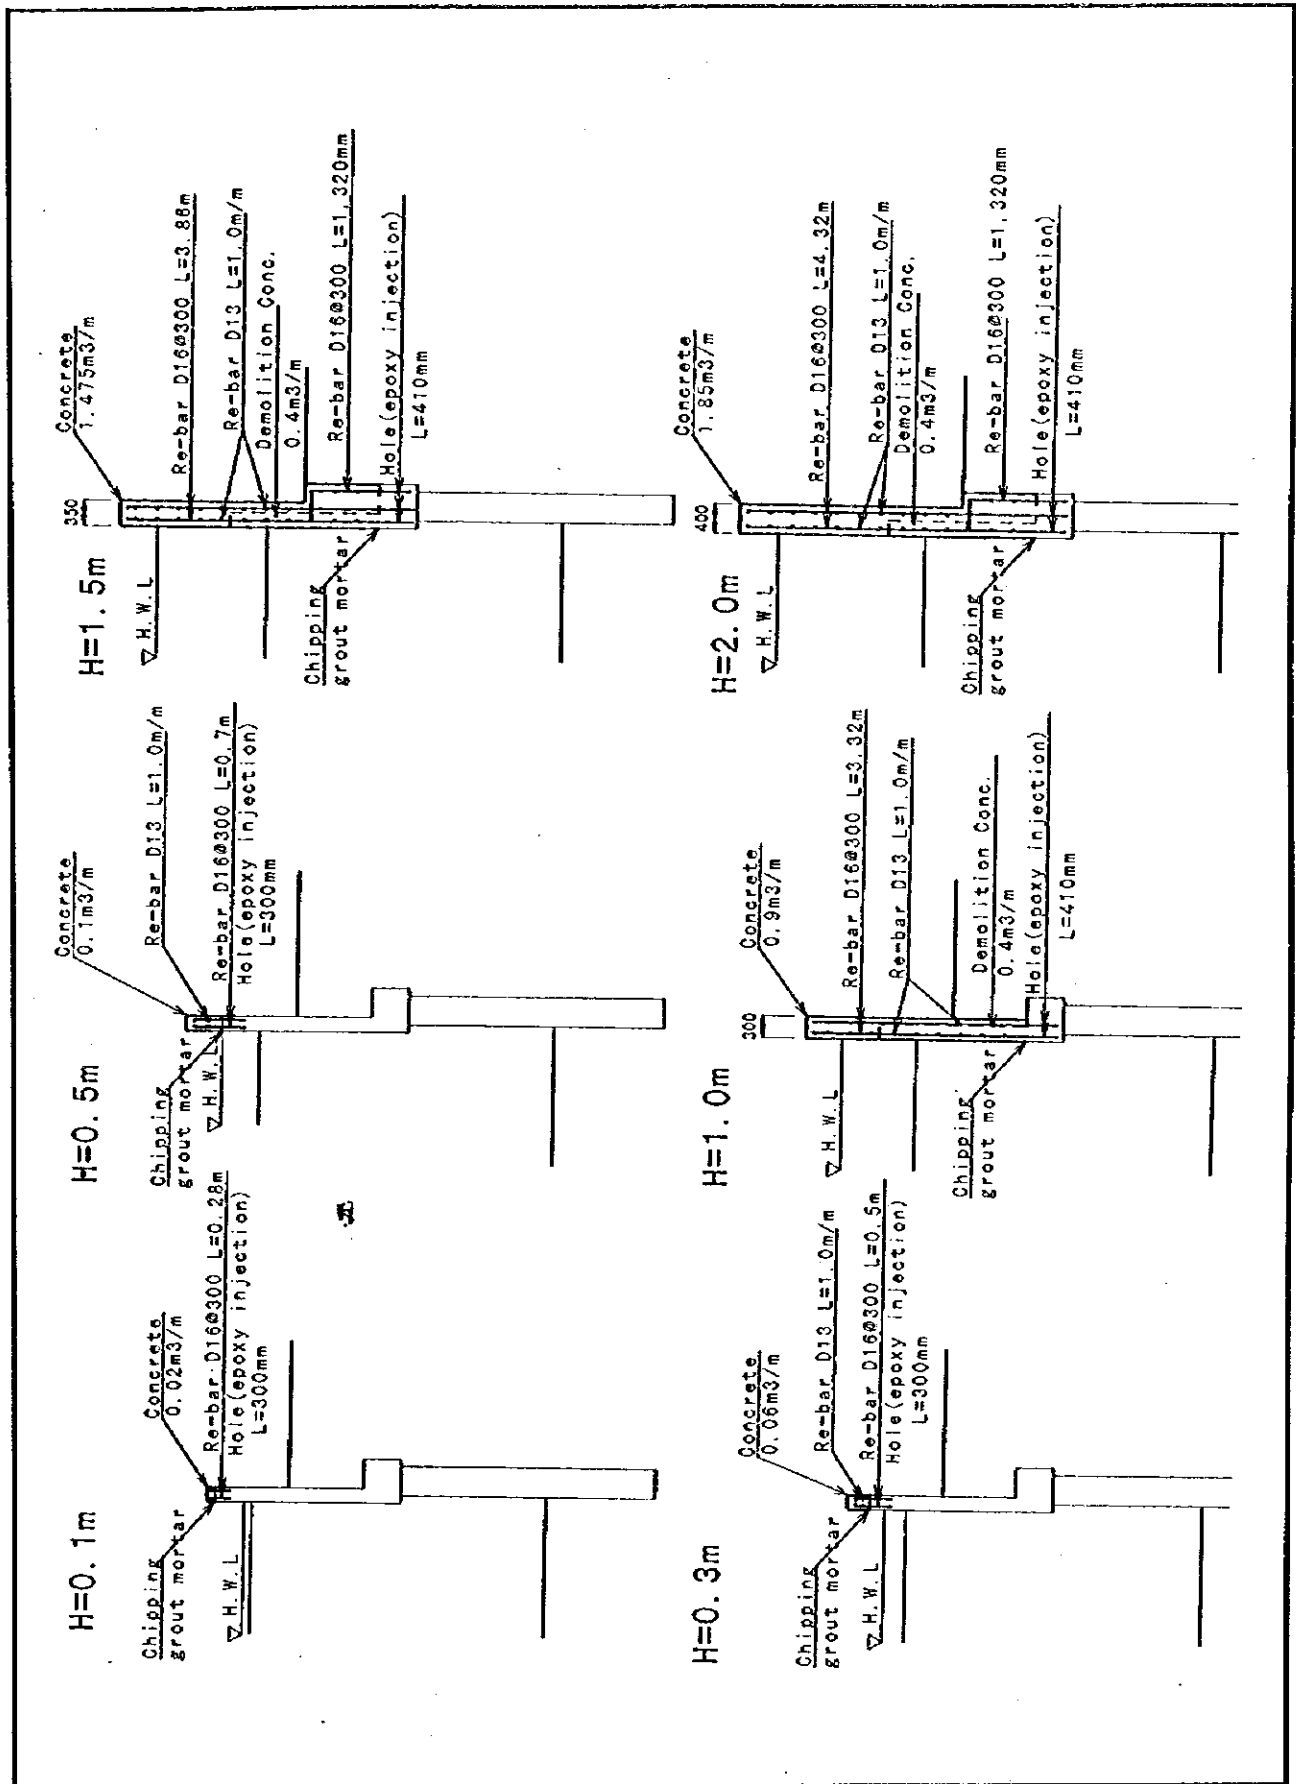 H=0.1m
Concrete
0.02m3/m
Re-bar D16@300 L=0.28m
Hole(epoxy injection)
L=300mm
Chipping
grout mortar
▽H.W.L
H=0.5m
Concrete
0.1m3/m
Re-bar D13 L=1.0m/m
Re-bar D16@300 L=0.7m
Hole(epoxy injection)
L=300mm
Chipping
grout mortar
▽H.W.L
H=1.5m
350
Concrete
1.475m3/m
Re-bar D16@300 L=3.88m
Re-bar D13 L=1.0m/m
Demolition Conc.
0.4m3/m
Re-bar D16@300 L=1,320mm
Hole(epoxy injection)
L=410mm
▽H.W.L
Chipping
grout mortar
H=0.3m
Concrete
0.06m3/m
Re-bar D13 L=1.0m/m
Re-bar D16@300 L=0.5m
Hole(epoxy injection)
L=300mm
Chipping
grout mortar
▽H.W.L
H=1.0m
300
Concrete
0.9m3/m
Re-bar D16@300 L=3.32m
Re-bar D13 L=1.0m/m
Demolition Conc.
0.4m3/m
Hole(epoxy injection)
L=410mm
▽H.W.L
Chipping
grout mortar
H=2.0m
400
Concrete
1.85m3/m
Re-bar D16@300 L=4.32m
Re-bar D13 L=1.0m/m
Demolition Conc.
0.4m3/m
Re-bar D16@300 L=1,320mm
Hole(epoxy injection)
L=410mm
▽H.W.L
Chipping
grout mortar